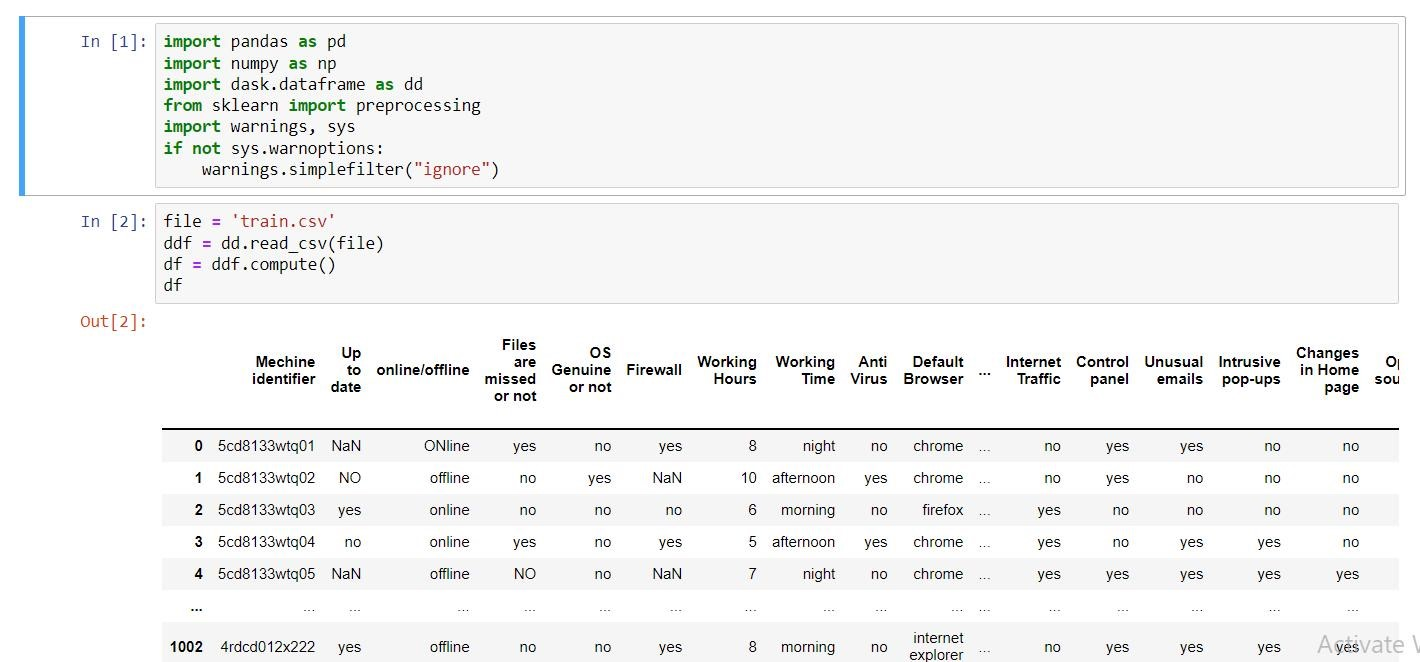 In [1]: import pandas as pd
import numpy as np
import dask.dataframe as dd
from sklearn import preprocessing
import warnings, sys
if not sys.warnoptions:
    warnings.simplefilter("ignore")
In [2]: file = 'train.csv'
ddf = dd.read_csv(file)
df = ddf.compute()
df
Out[2]:
Mechine identifier Up to date online/offline Files are missed or not OS Genuine or not Firewall Working Hours Working Time Anti Virus Default Browser ... Internet Traffic Control panel Unusual emails Intrusive pop-ups Changes in Home page
0 5cd8133wtq01 NaN ONline yes no yes 8 night no chrome ... no yes yes no no
1 5cd8133wtq02 NO offline no yes NaN 10 afternoon yes chrome ... no yes no no no
2 5cd8133wtq03 yes online no no no 6 morning no firefox ... yes no no no no
3 5cd8133wtq04 no online yes no yes 5 afternoon yes chrome ... yes no yes yes no
4 5cd8133wtq05 NaN offline NO no NaN 7 night no chrome ... yes yes yes yes yes
... ... ... ... ... ... ... ... ... ... ... ... ... ... ... ... ...
1002 4rdcd012x222 yes offline no no yes 8 morning no internet explorer ... no yes yes yes yes
Activate